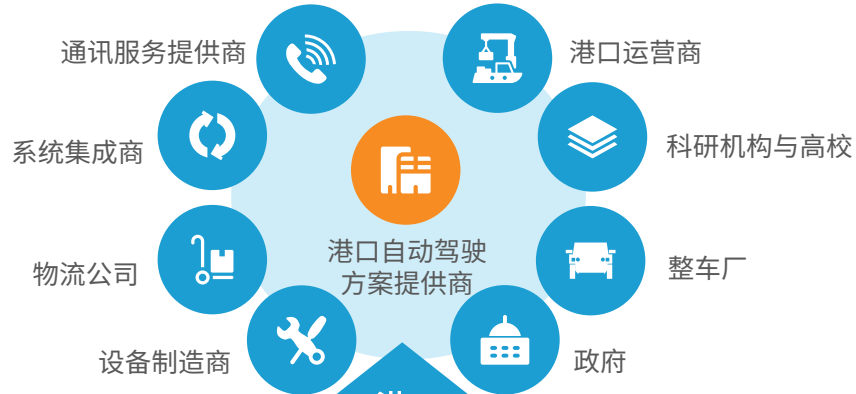 通讯服务提供商
港口运营商
系统集成商
科研机构与高校
港口自动驾驶
方案提供商
物流公司
整车厂
设备制造商
政府